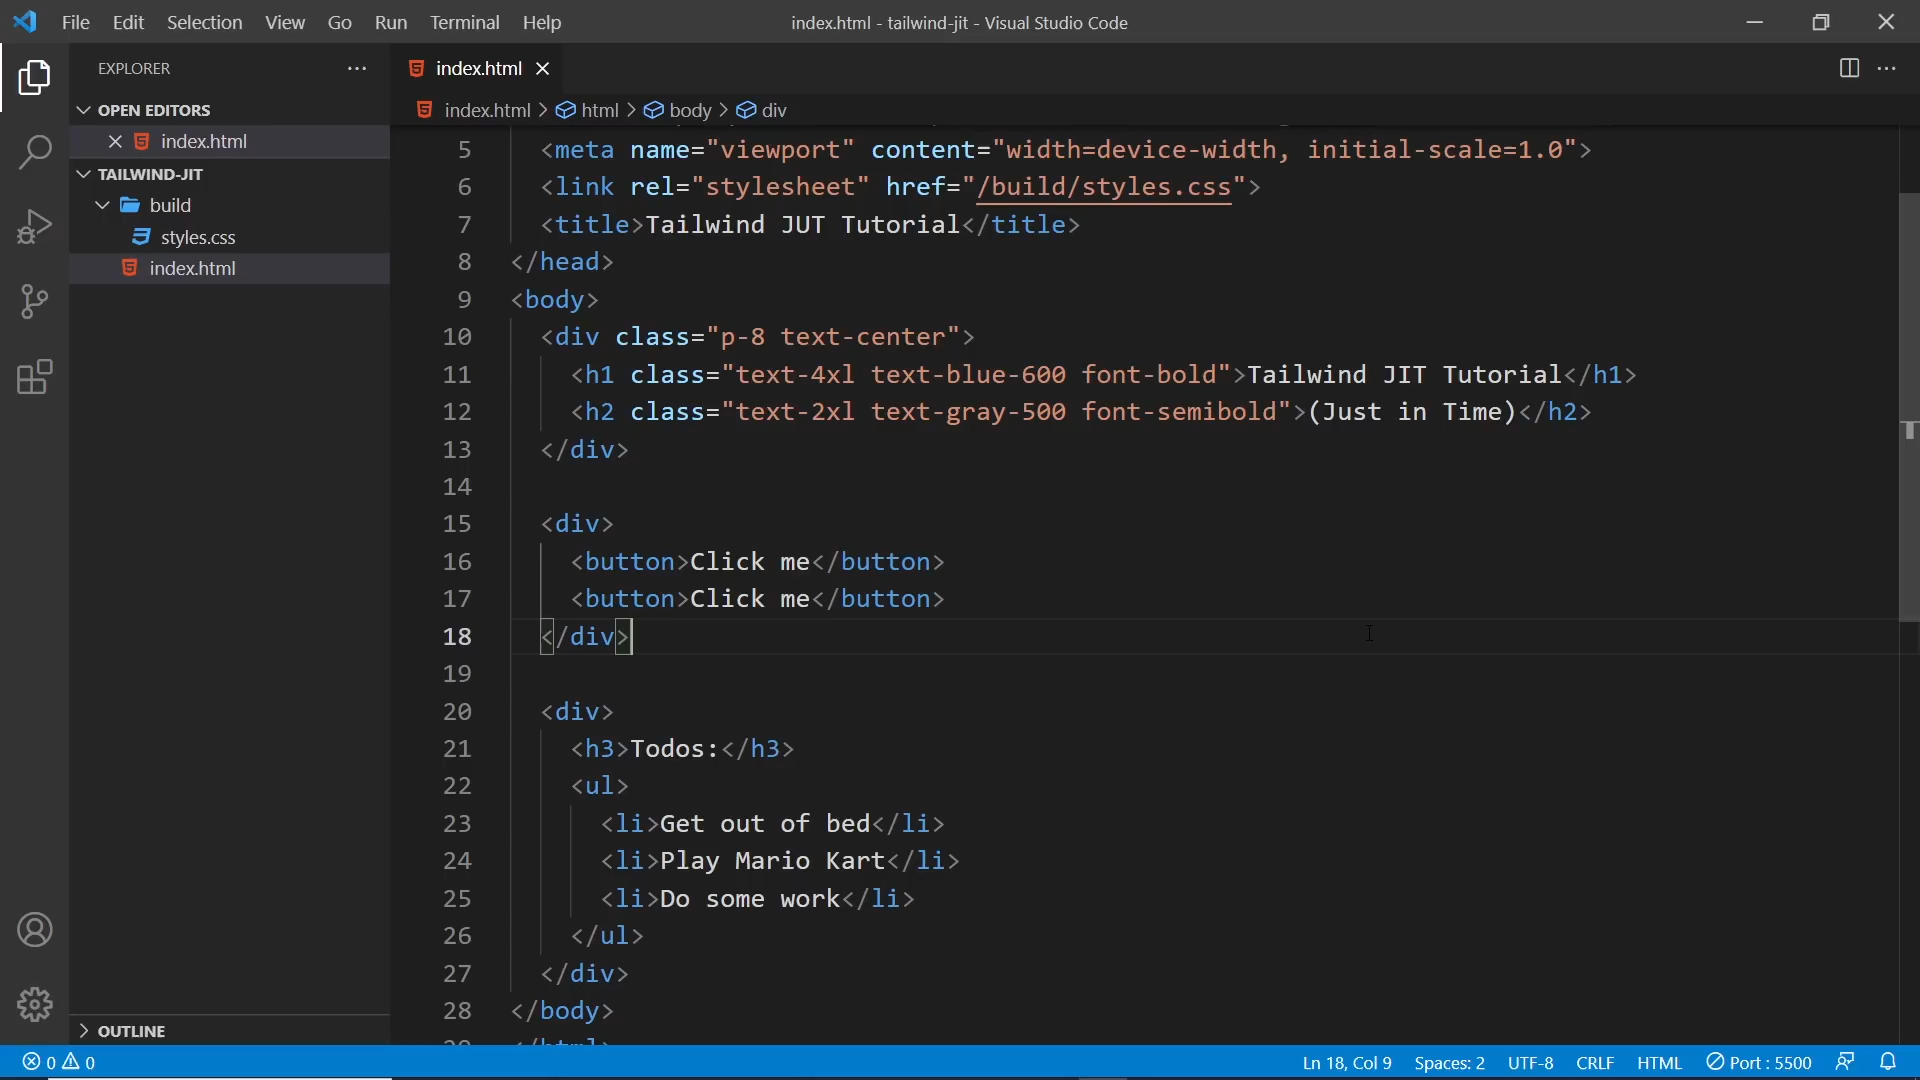 File Edit Selection View Go Run Terminal Help
index.html - tailwind-jit - Visual Studio Code
EXPLORER
OPEN EDITORS
index.html
TAILWIND-JIT
build
styles.css
index.html
OUTLINE
index.html
index.html > html > body > div
5 <meta name="viewport" content="width=device-width, initial-scale=1.0">
6 <link rel="stylesheet" href="/build/styles.css">
7 <title>Tailwind JUT Tutorial</title>
8 </head>
9 <body>
10 <div class="p-8 text-center">
11 <h1 class="text-4xl text-blue-600 font-bold">Tailwind JIT Tutorial</h1>
12 <h2 class="text-2xl text-gray-500 font-semibold">(Just in Time)</h2>
13 </div>
14
15 <div>
16 <button>Click me</button>
17 <button>Click me</button>
18 </div>
19
20 <div>
21 <h3>Todos:</h3>
22 <ul>
23 <li>Get out of bed</li>
24 <li>Play Mario Kart</li>
25 <li>Do some work</li>
26 </ul>
27 </div>
28 </body>
0 0
Ln 18, Col 9 Spaces: 2 UTF-8 CRLF HTML Port : 5500